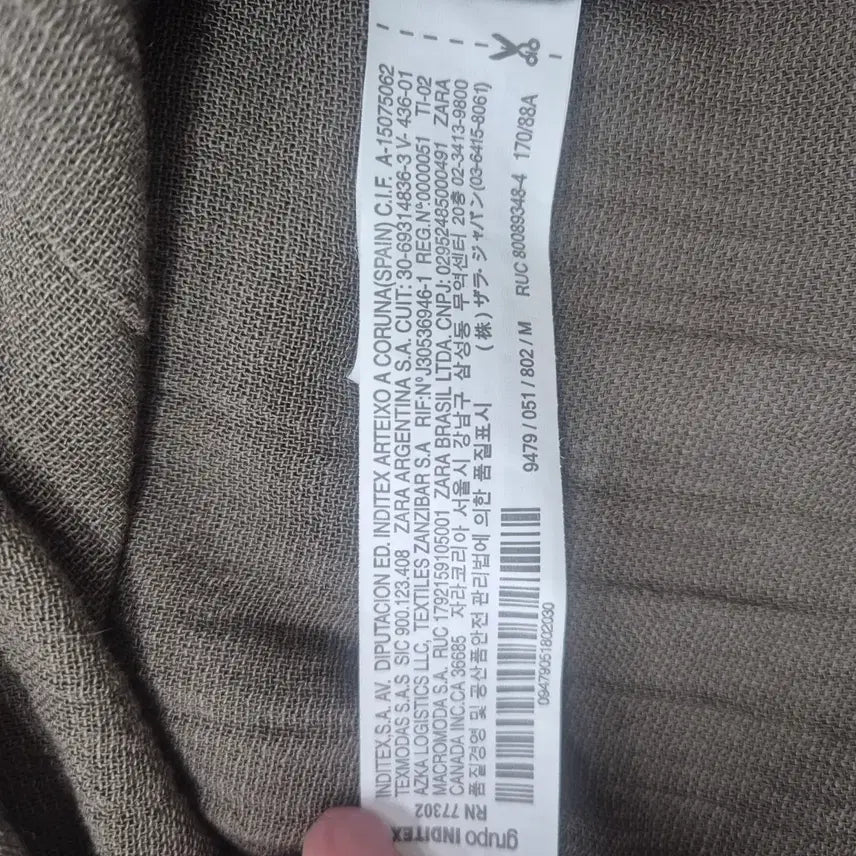 INDITEX,S.A. AV. DIPUTACION ED. INDITEX ARTEIXO A CORUNA(SPAIN) C.I.F. A-15075062
TEXMODAS S.A.S SIC 900.123.408 ZARA ARGENTINA S.A. CUIT: 30-69314836-3 V- 436-01
AZKA LOGISTICS LLC, TEXTILES ZANZIBAR S.A RIF:Nº J30536946-1 REG.Nº:0000051 TI-02
MACROMODA S.A. RUC 1792159105001 ZARA BRASIL LTDA. CNPJ: 02952485000491 ZARA
CANADA INC.CA 36685 자라코리아 서울시 강남구 삼성동 무역센터 20층 02-3413-9800
품질경영 및 공산품안전 관리법에 의한 품질표시 (株)ザラ・ジャパン(03-6415-8061)
9479 / 051 / 802 / M RUC 80089348-4 170/88A
09479051802030
RN 77302
grupo INDITEX